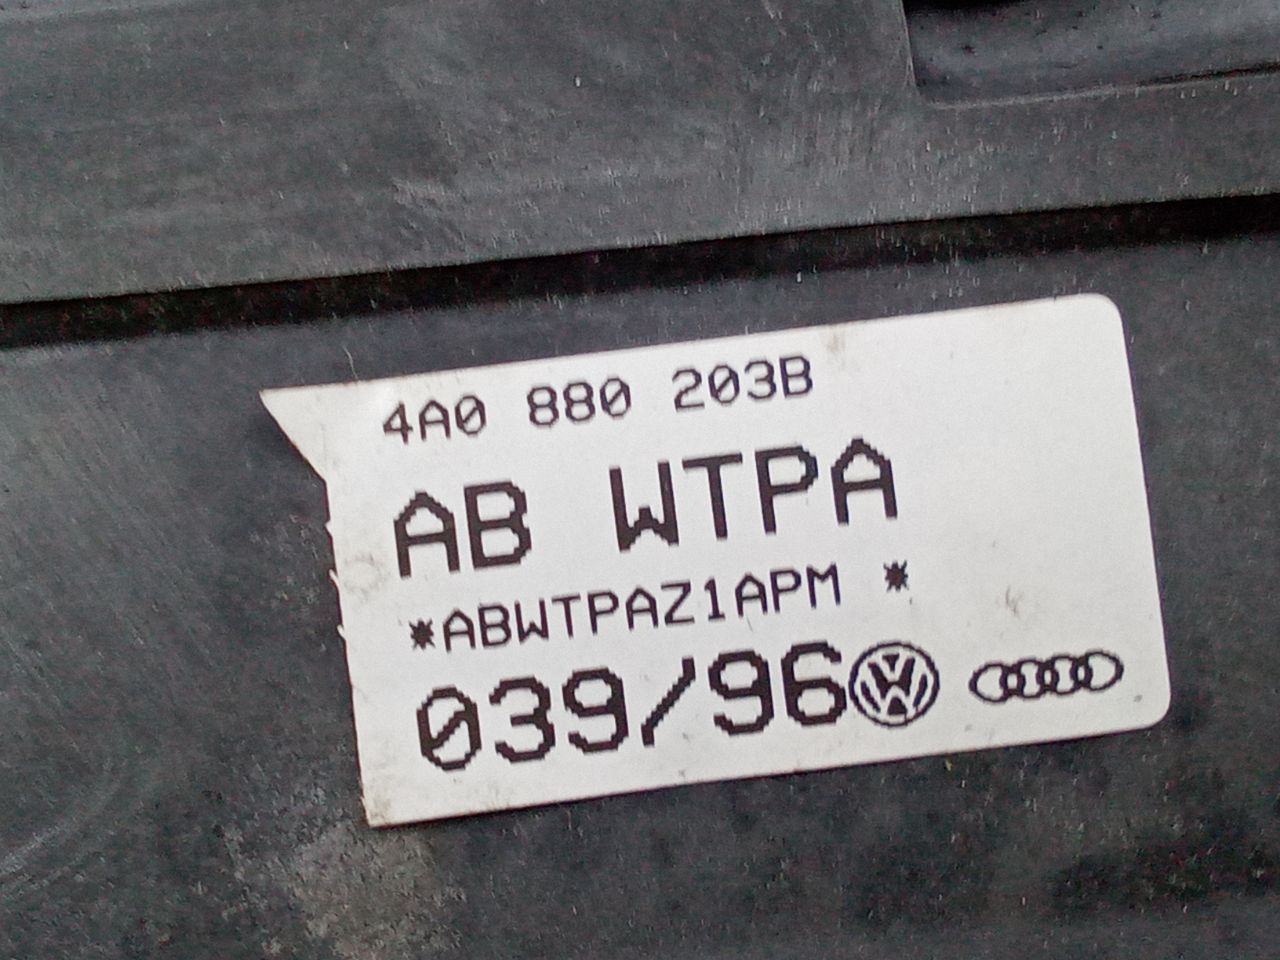 4A0 880 203B
AB WTPA
*ABWTPAZ1APM *
039/96